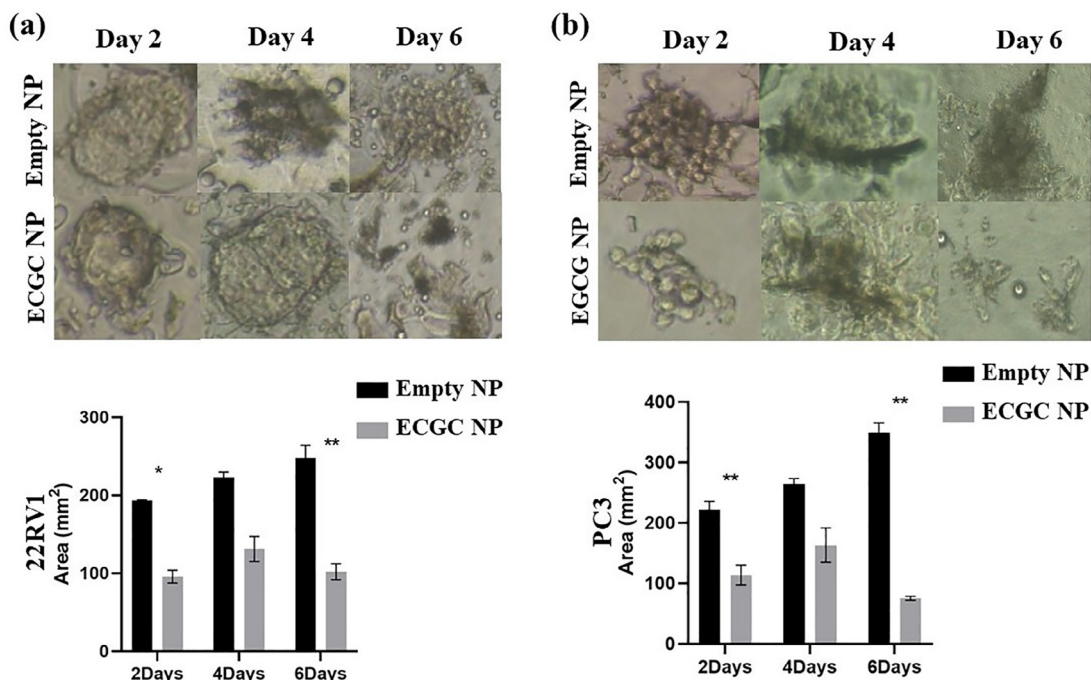 (a)
Day 2 Day 4 Day 6
Empty NP
ECGC NP
Empty NP
ECGC NP
22RV1
Area (mm²)
300
200
100
0
*
**
2Days 4Days 6Days
(b)
Day 2 Day 4 Day 6
Empty NP
EGCG NP
Empty NP
ECGC NP
PC3
Area (mm²)
400
300
200
100
0
**
**
2Days 4Days 6Days